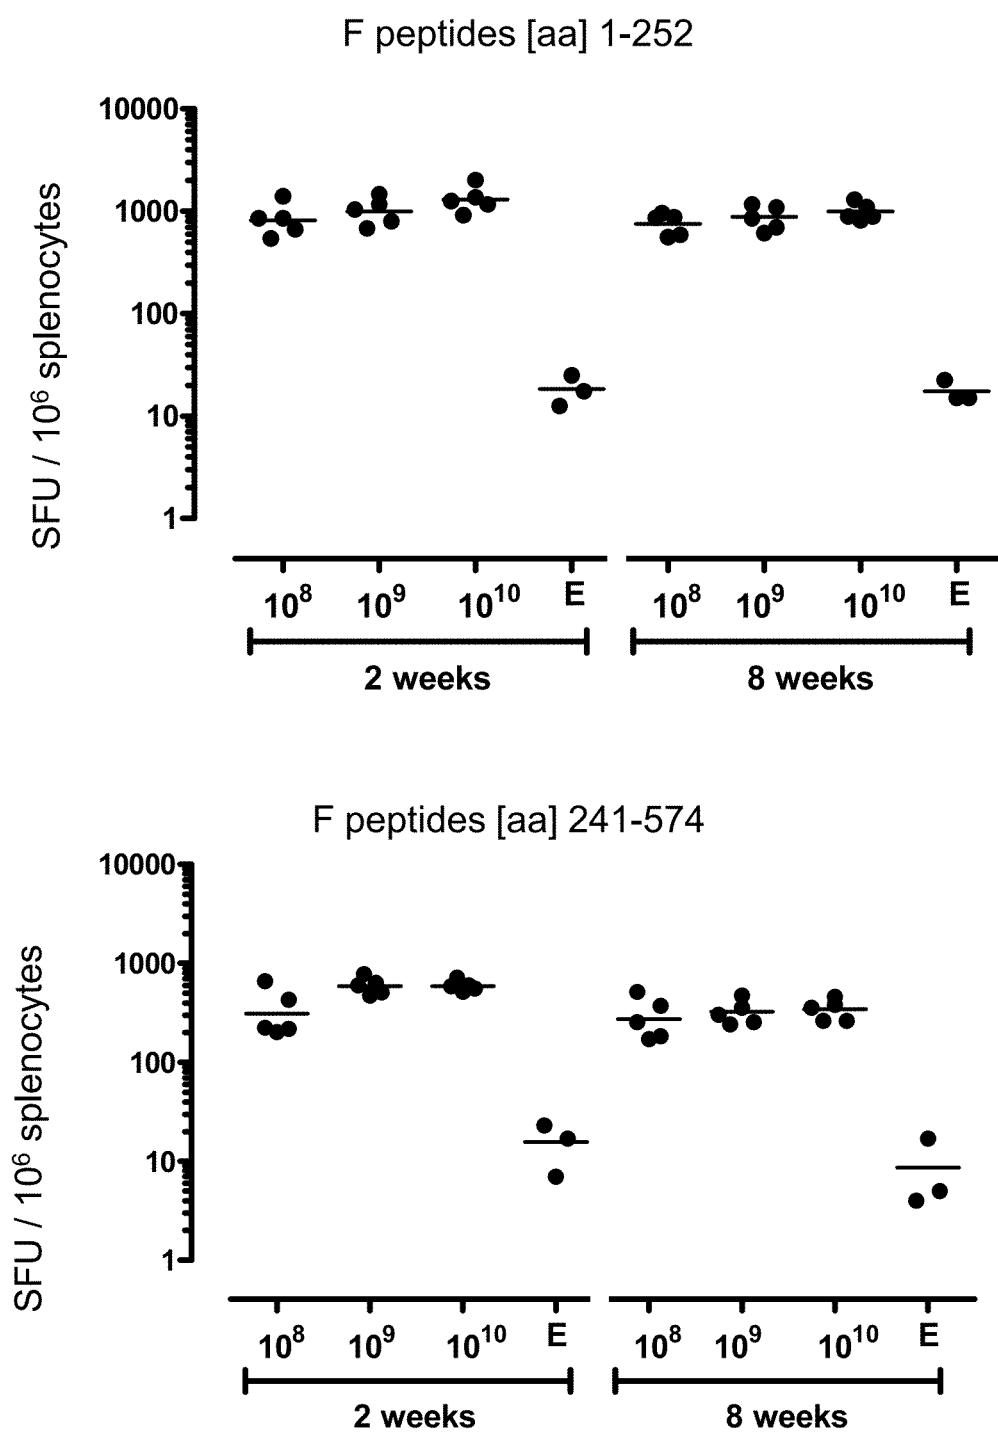 F peptides [aa] 1-252
SFU / 10⁶ splenocytes
10000
1000
100
10
1
10⁸ 10⁹ 10¹⁰ E 10⁸ 10⁹ 10¹⁰ E
2 weeks 8 weeks
F peptides [aa] 241-574
SFU / 10⁶ splenocytes
10000
1000
100
10
1
10⁸ 10⁹ 10¹⁰ E 10⁸ 10⁹ 10¹⁰ E
2 weeks 8 weeks